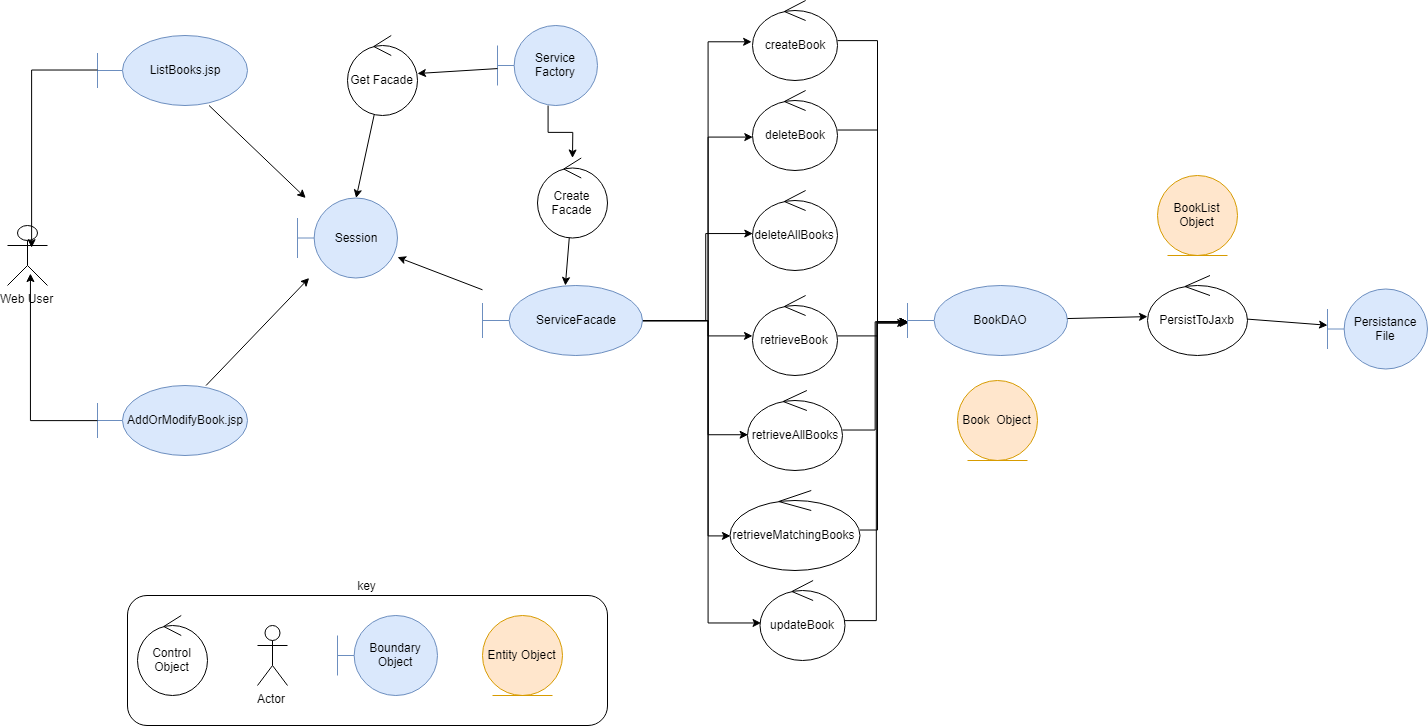 ListBooks.jsp
Get Facade
Service
Factory
createBook
deleteBook
Create
Facade
deleteAllBooks
BookList
Object
Session
Web User
ServiceFacade
retrieveBook
BookDAO
PersistToJaxb
Persistance
File
AddOrModifyBook.jsp
retrieveAllBooks
Book  Object
retrieveMatchingBooks
updateBook
key
Control
Object
Actor
Boundary
Object
Entity Object